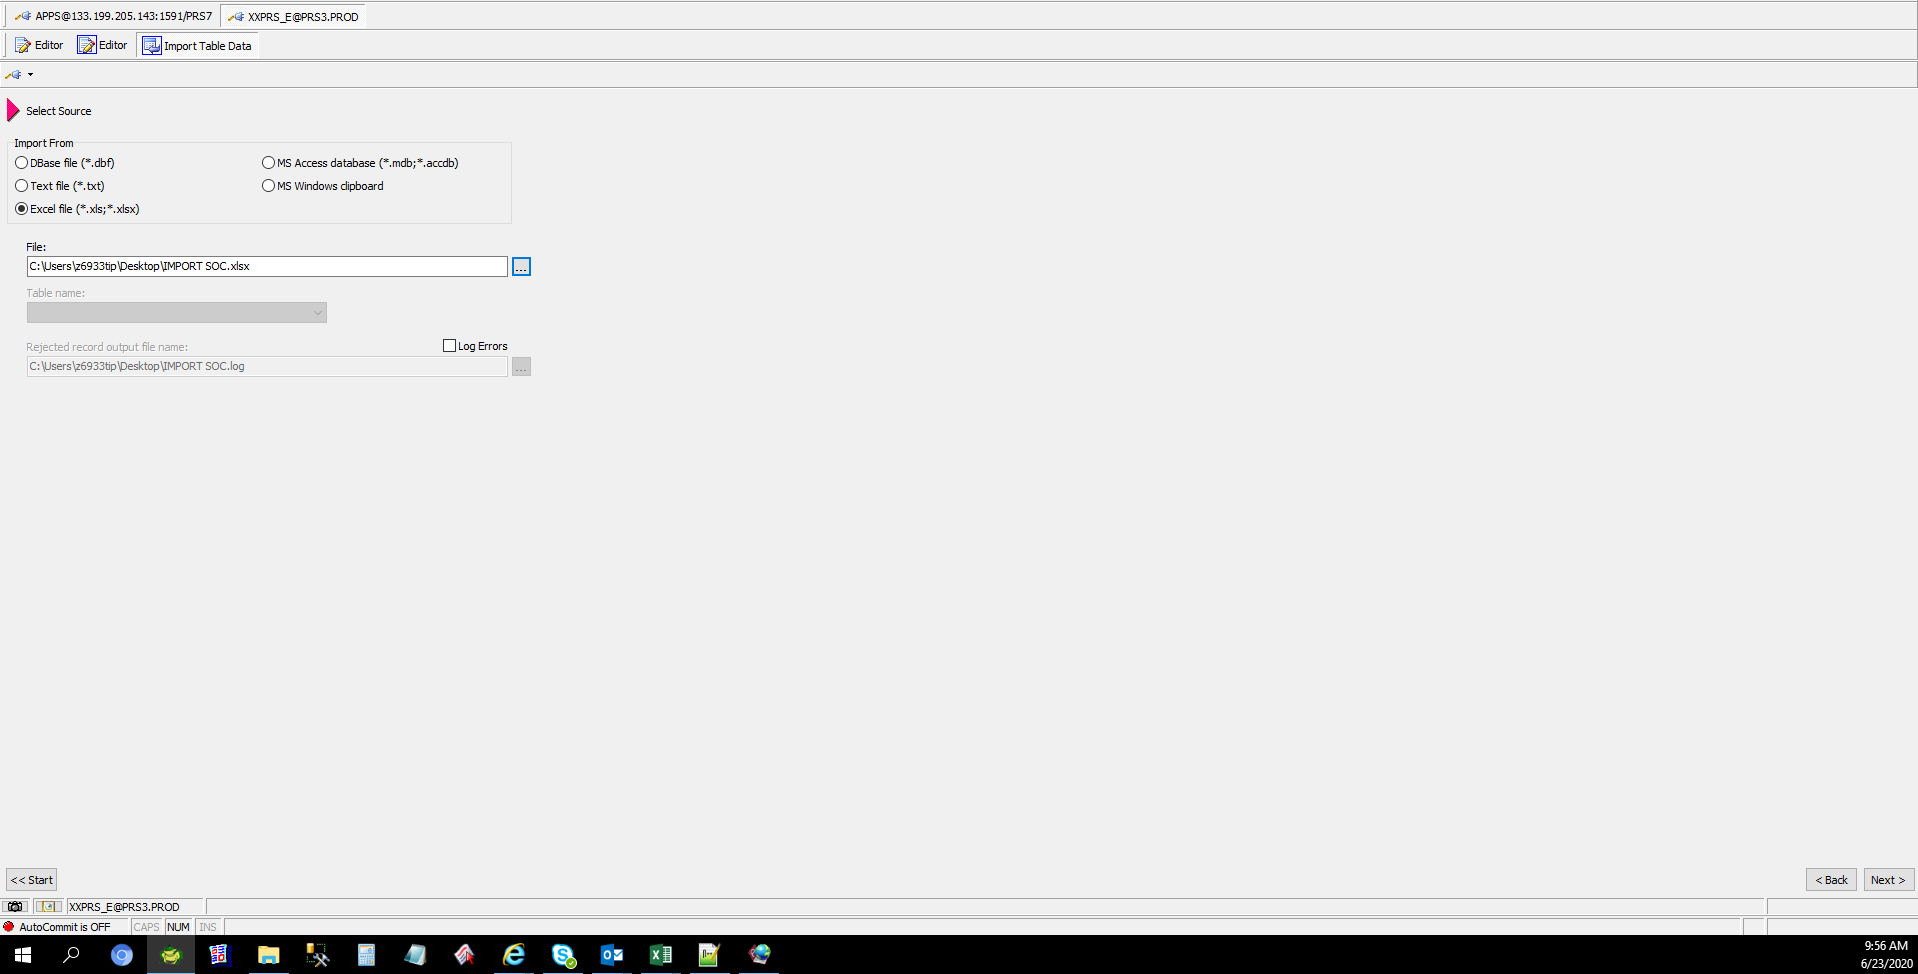 APPS@133.199.205.143:1591/PRS7 XXPRS_E@PRS3.PROD
Editor Editor Import Table Data
Select Source
Import From
DBase file (*.dbf) MS Access database (*.mdb;*.accdb)
Text file (*.txt) MS Windows clipboard
Excel file (*.xls;*.xlsx)
File:
C:\Users\z6933tip\Desktop\IMPORT SOC.xlsx ...
Table name:
Rejected record output file name: Log Errors
C:\Users\z6933tip\Desktop\IMPORT SOC.log ...
<< Start < Back Next >
XXPRS_E@PRS3.PROD
AutoCommit is OFF CAPS NUM INS
9:56 AM
6/23/2020